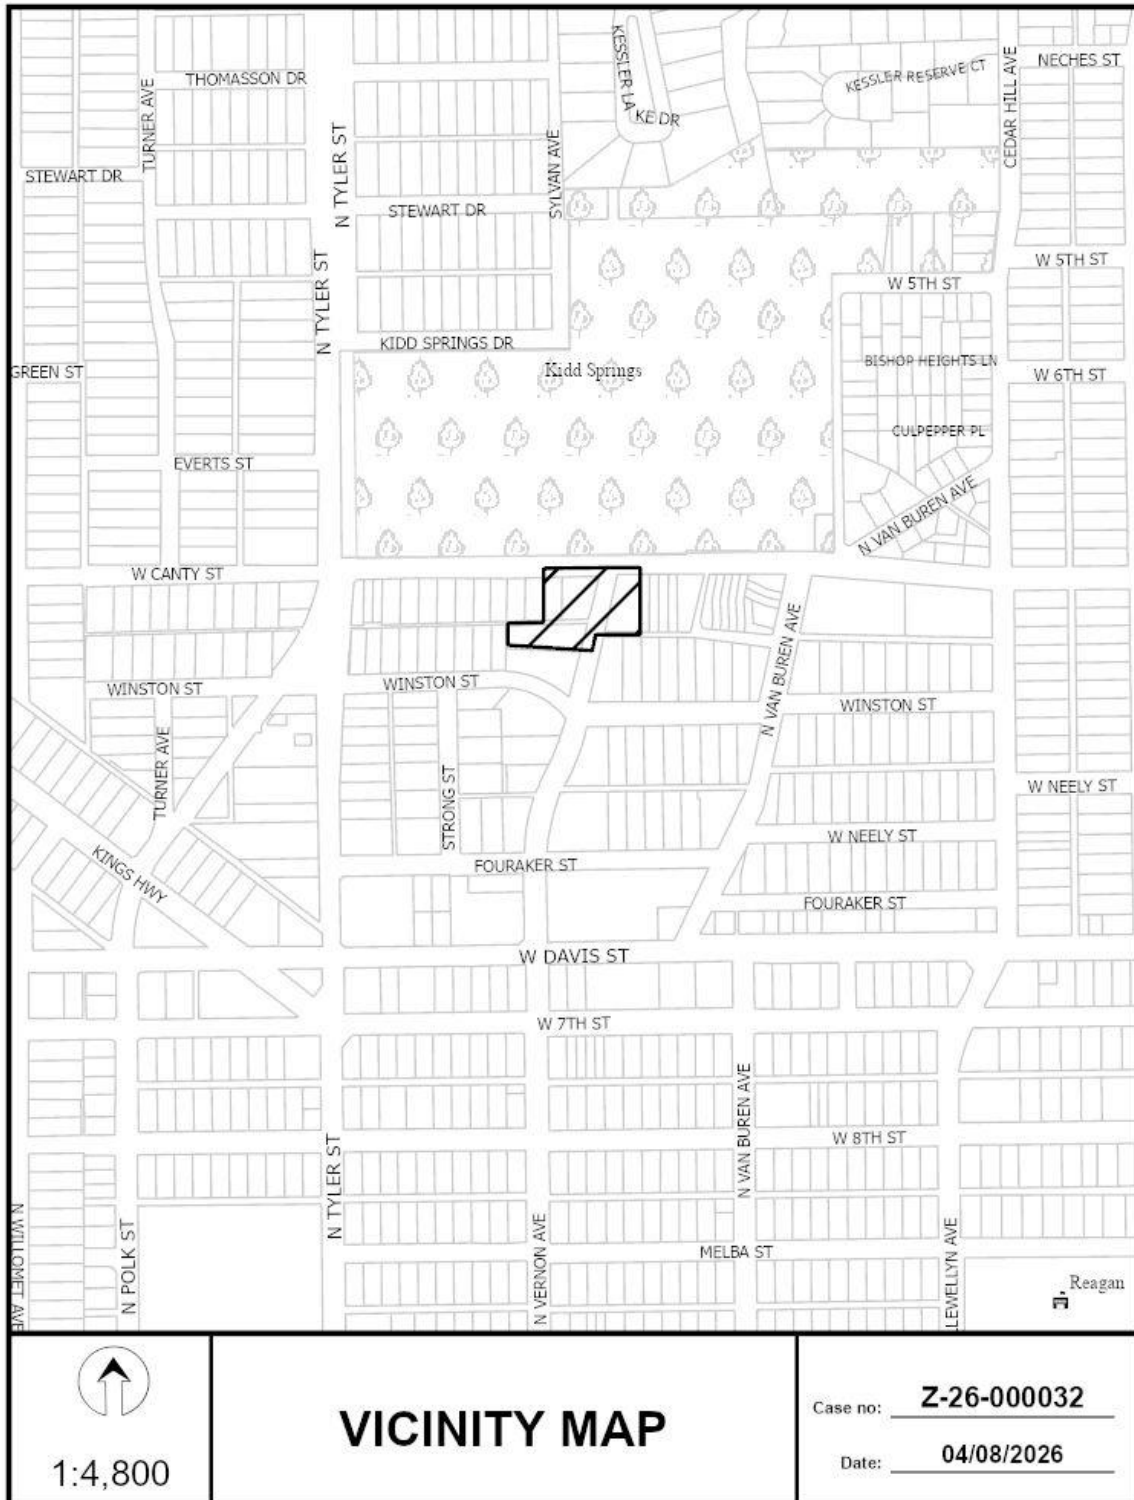 NECHES ST
THOMASSON DR
KESSLER LA
KESSLER RESERVE CT
CEDAR HILL AVE
TURNER AVE
KE DR
N TYLER ST
SYLVAN AVE
STEWART DR
STEWART DR
W 5TH ST
N TYLER ST
W 5TH ST
KIDD SPRINGS DR
BISHOP HEIGHTS LN
GREEN ST
Kidd Springs
W 6TH ST
CULPEPPER PL
EVERTS ST
N VAN BUREN AVE
W CANTY ST
N VAN BUREN AVE
WINSTON ST
WINSTON ST
WINSTON ST
TURNER AVE
STRONG ST
W NEELY ST
W NEELY ST
KINGS HWY
FOURAKER ST
FOURAKER ST
W DAVIS ST
W 7TH ST
N VAN BUREN AVE
W 8TH ST
N TYLER ST
N WILLOMET AVE
N POLK ST
N VERNON AVE
MELBA ST
LLEWELLYN AVE
Reagan
1:4,800
VICINITY MAP
Case no: Z-26-000032
Date: 04/08/2026